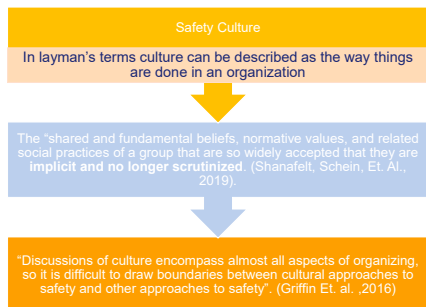 Safety Culture
In layman’s terms culture can be described as the way things
are done in an organization
The “shared and fundamental beliefs, normative values, and related
social practices of a group that are so widely accepted that they are
implicit and no longer scrutinized. (Shanafelt, Schein, Et. Al.,
2019).
“Discussions of culture encompass almost all aspects of organizing,
so it is difficult to draw boundaries between cultural approaches to
safety and other approaches to safety”. (Griffin Et. al. ,2016)